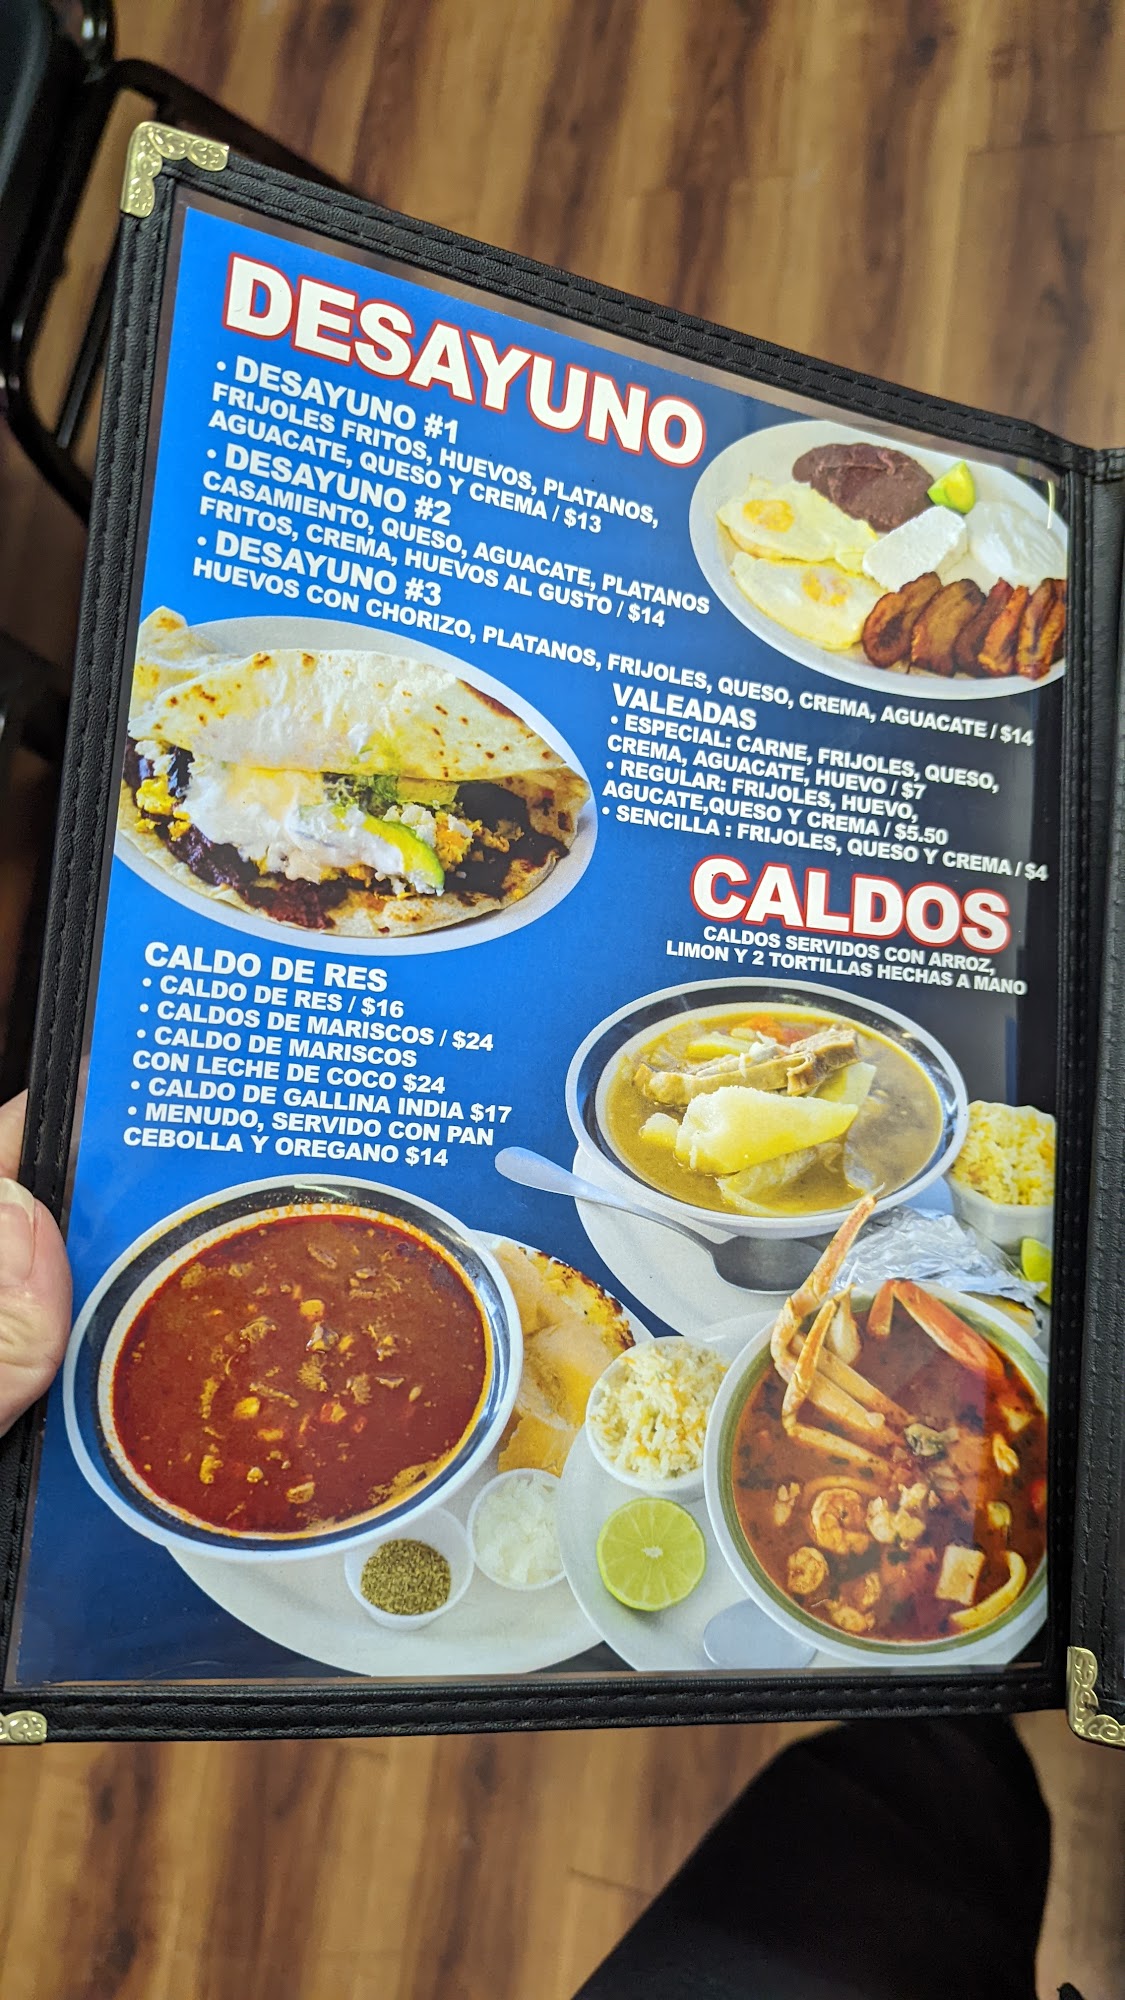 DESAYUNO
• DESAYUNO #1
FRIJOLES FRITOS, HUEVOS, PLATANOS,
AGUACATE, QUESO Y CREMA / $13
• DESAYUNO #2
CASAMIENTO, QUESO, AGUACATE, PLATANOS
FRITOS, CREMA, HUEVOS AL GUSTO / $14
• DESAYUNO #3
HUEVOS CON CHORIZO, PLATANOS, FRIJOLES, QUESO, CREMA, AGUACATE / $14
VALEADAS
• ESPECIAL: CARNE, FRIJOLES, QUESO,
CREMA, AGUACATE, HUEVO / $7
• REGULAR: FRIJOLES, HUEVO,
AGUCATE,QUESO Y CREMA / $5.50
• SENCILLA : FRIJOLES, QUESO Y CREMA / $4
CALDOS
CALDOS SERVIDOS CON ARROZ,
LIMON Y 2 TORTILLAS HECHAS A MANO
CALDO DE RES
• CALDO DE RES / $16
• CALDOS DE MARISCOS / $24
• CALDO DE MARISCOS
CON LECHE DE COCO $24
• CALDO DE GALLINA INDIA $17
• MENUDO, SERVIDO CON PAN
CEBOLLA Y OREGANO $14